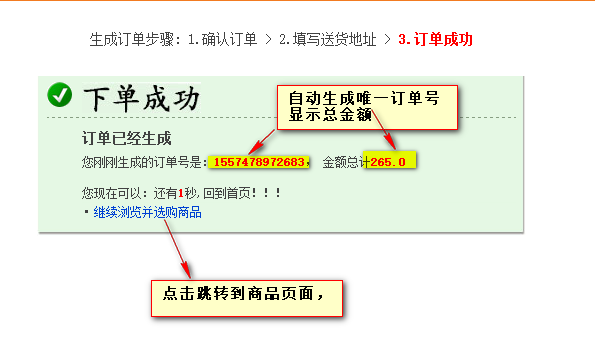 生成订单步骤: 1.确认订单 > 2.填写送货地址 > 3.订单成功
下单成功
自动生成唯一订单号
显示总金额
订单已经生成
您刚刚生成的订单号是: 1557478972683, 金额总计265.0
您现在可以: 还有1秒,回到首页!!!
·继续浏览并选购商品
点击跳转到商品页面，